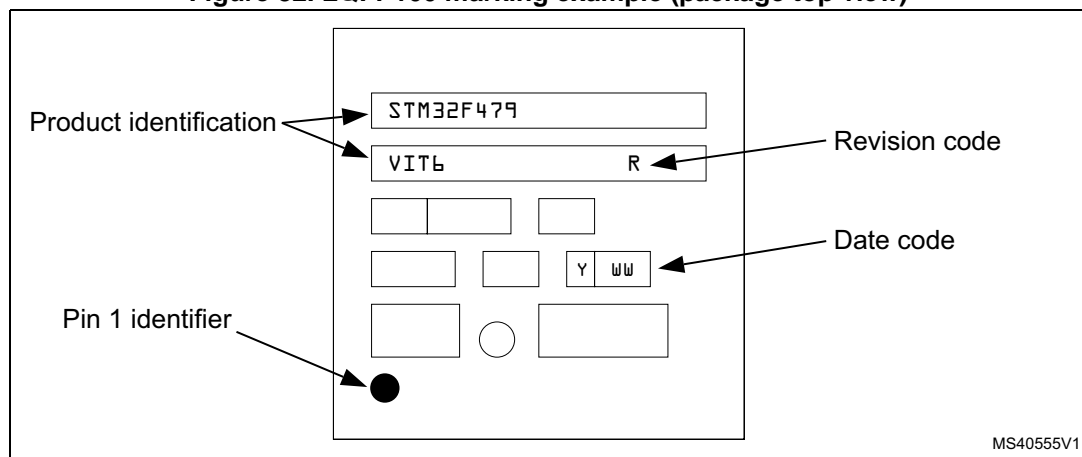 STM32F479
Product identification
VIT6 R
Revision code
Date code
Y WW
Pin 1 identifier
MS40555V1